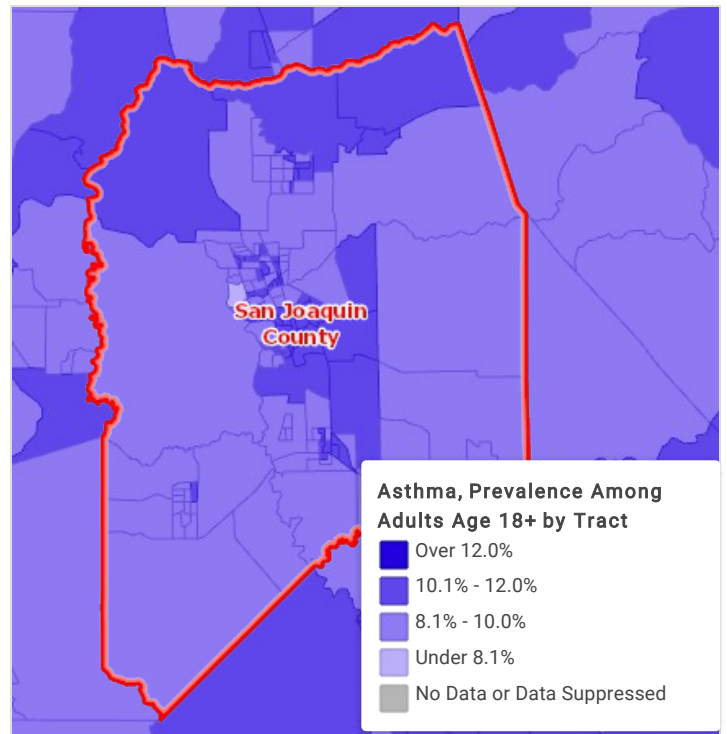 San Joaquin
County
Asthma, Prevalence Among
Adults Age 18+ by Tract
Over 12.0%
10.1% - 12.0%
8.1% - 10.0%
Under 8.1%
No Data or Data Suppressed